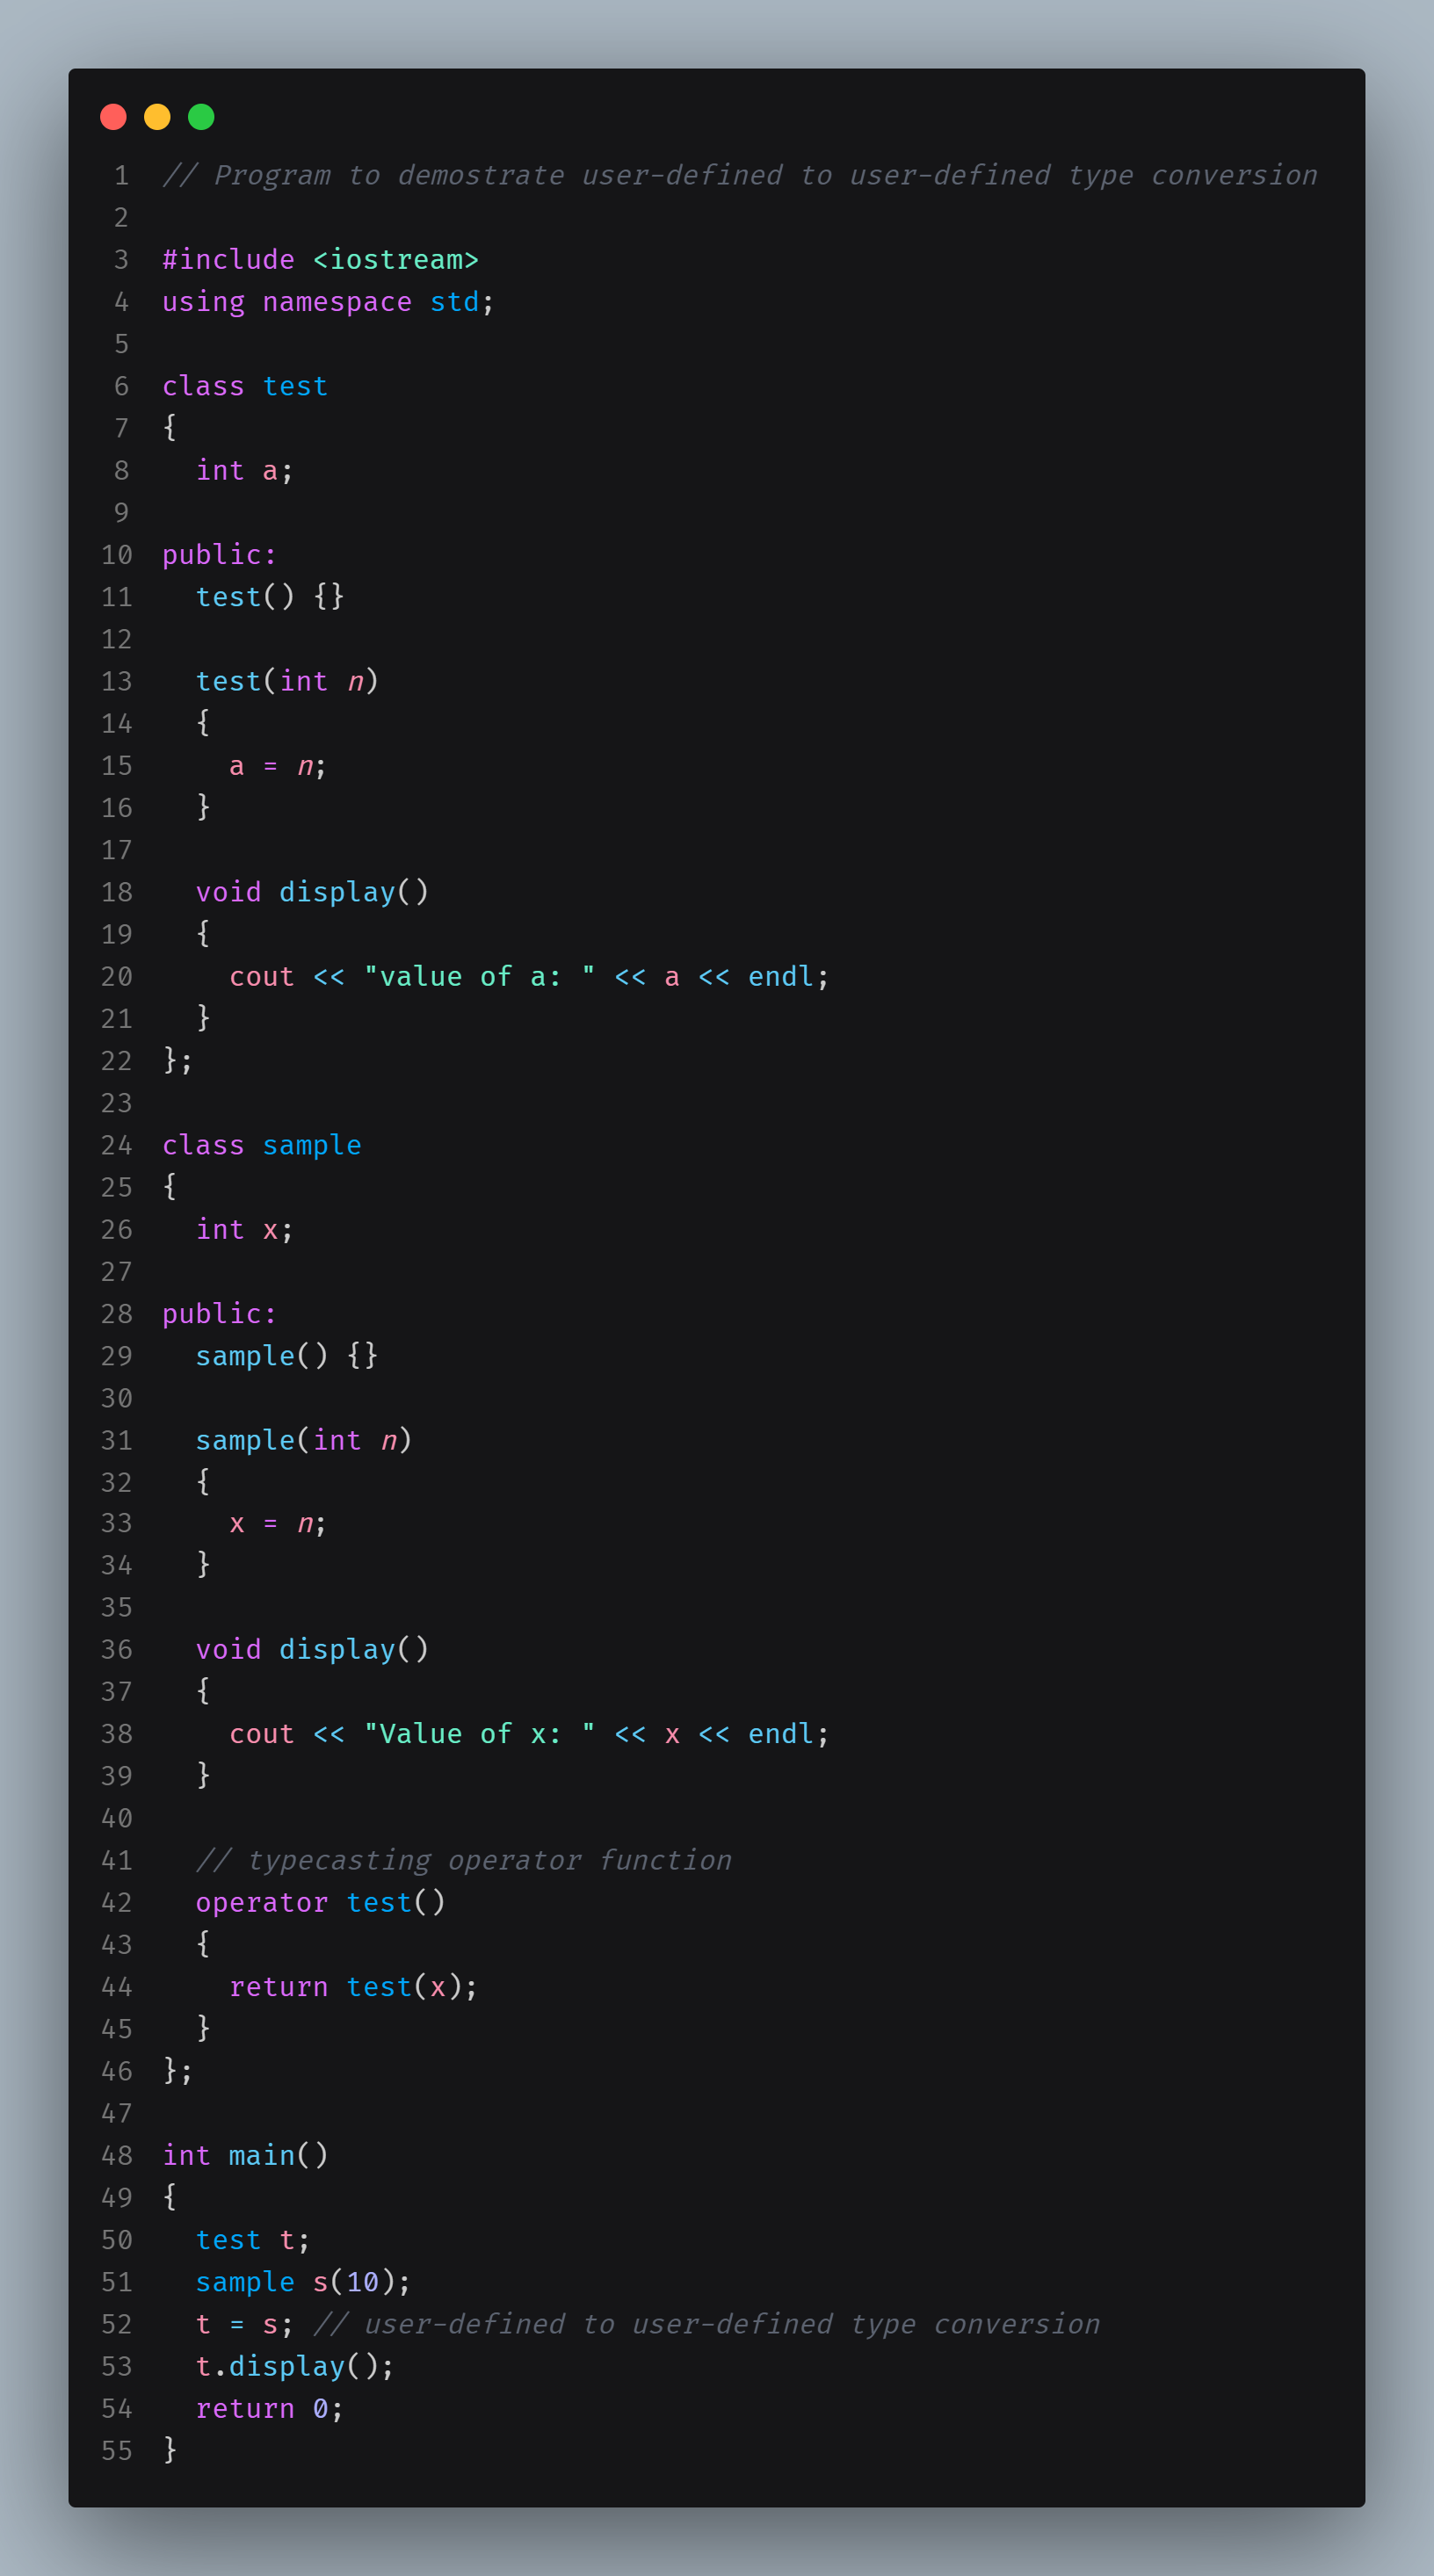 1 // Program to demostrate user-defined to user-defined type conversion
2
3 #include <iostream>
4 using namespace std;
5
6 class test
7 {
8   int a;
9
10 public:
11   test() {}
12
13   test(int n)
14   {
15     a = n;
16   }
17
18   void display()
19   {
20     cout << "value of a: " << a << endl;
21   }
22 };
23
24 class sample
25 {
26   int x;
27
28 public:
29   sample() {}
30
31   sample(int n)
32   {
33     x = n;
34   }
35
36   void display()
37   {
38     cout << "Value of x: " << x << endl;
39   }
40
41   // typecasting operator function
42   operator test()
43   {
44     return test(x);
45   }
46 };
47
48 int main()
49 {
50   test t;
51   sample s(10);
52   t = s; // user-defined to user-defined type conversion
53   t.display();
54   return 0;
55 }